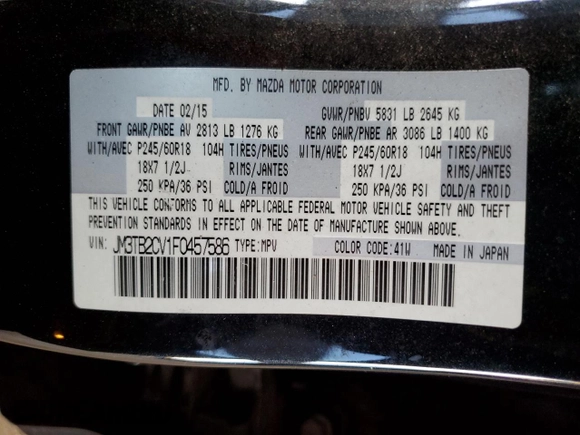 MFD. BY MAZDA MOTOR CORPORATION
DATE 02/15 GVWR/PNBV 5831 LB 2645 KG
FRONT GAWR/PNBE AV 2813 LB 1276 KG REAR GAWR/PNBE AR 3086 LB 1400 KG
WITH/AVEC P245/60R18 104H TIRES/PNEUS WITH/AVEC P245/60R18 104H TIRES/PNEUS
18X7 1/2J RIMS/JANTES 18X7 1/2J RIMS/JANTES
250 KPA/36 PSI COLD/A FROID 250 KPA/36 PSI COLD/A FROID
THIS VEHICLE CONFORMS TO ALL APPLICABLE FEDERAL MOTOR VEHICLE SAFETY AND THEFT
PREVENTION STANDARDS IN EFFECT ON THE DATE OF MANUFACTURE SHOWN ABOVE.
VIN: JM3TB2CV1F0457586 TYPE:MPV COLOR CODE:41W MADE IN JAPAN